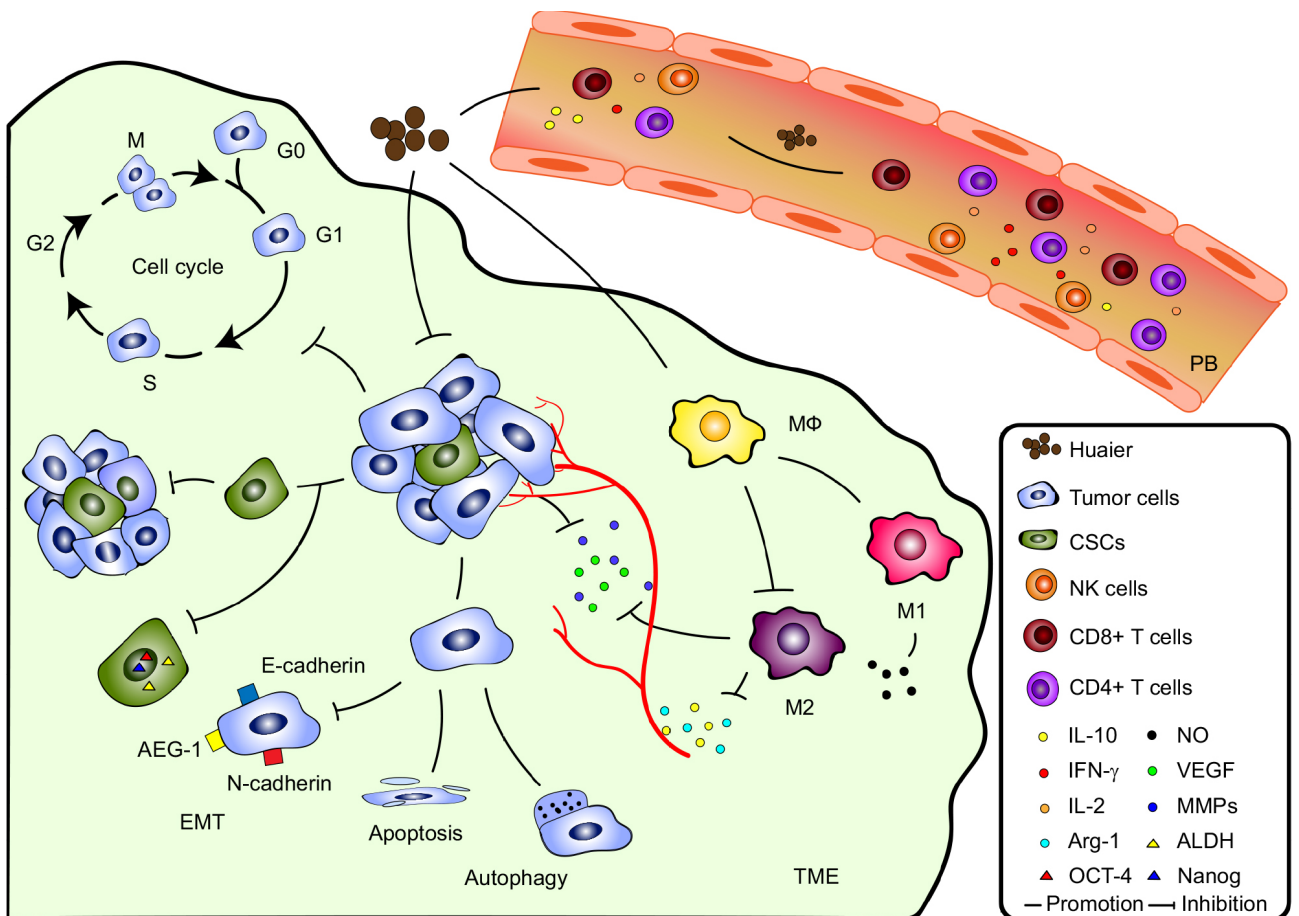 M
G0
G2
G1
Cell cycle
S
PB
MΦ
M1
M2
E-cadherin
AEG-1
N-cadherin
EMT
Apoptosis
Autophagy
TME
Huaier
Tumor cells
CSCs
NK cells
CD8+ T cells
CD4+ T cells
IL-10 NO
IFN-γ VEGF
IL-2 MMPs
Arg-1 ALDH
OCT-4 Nanog
Promotion Inhibition